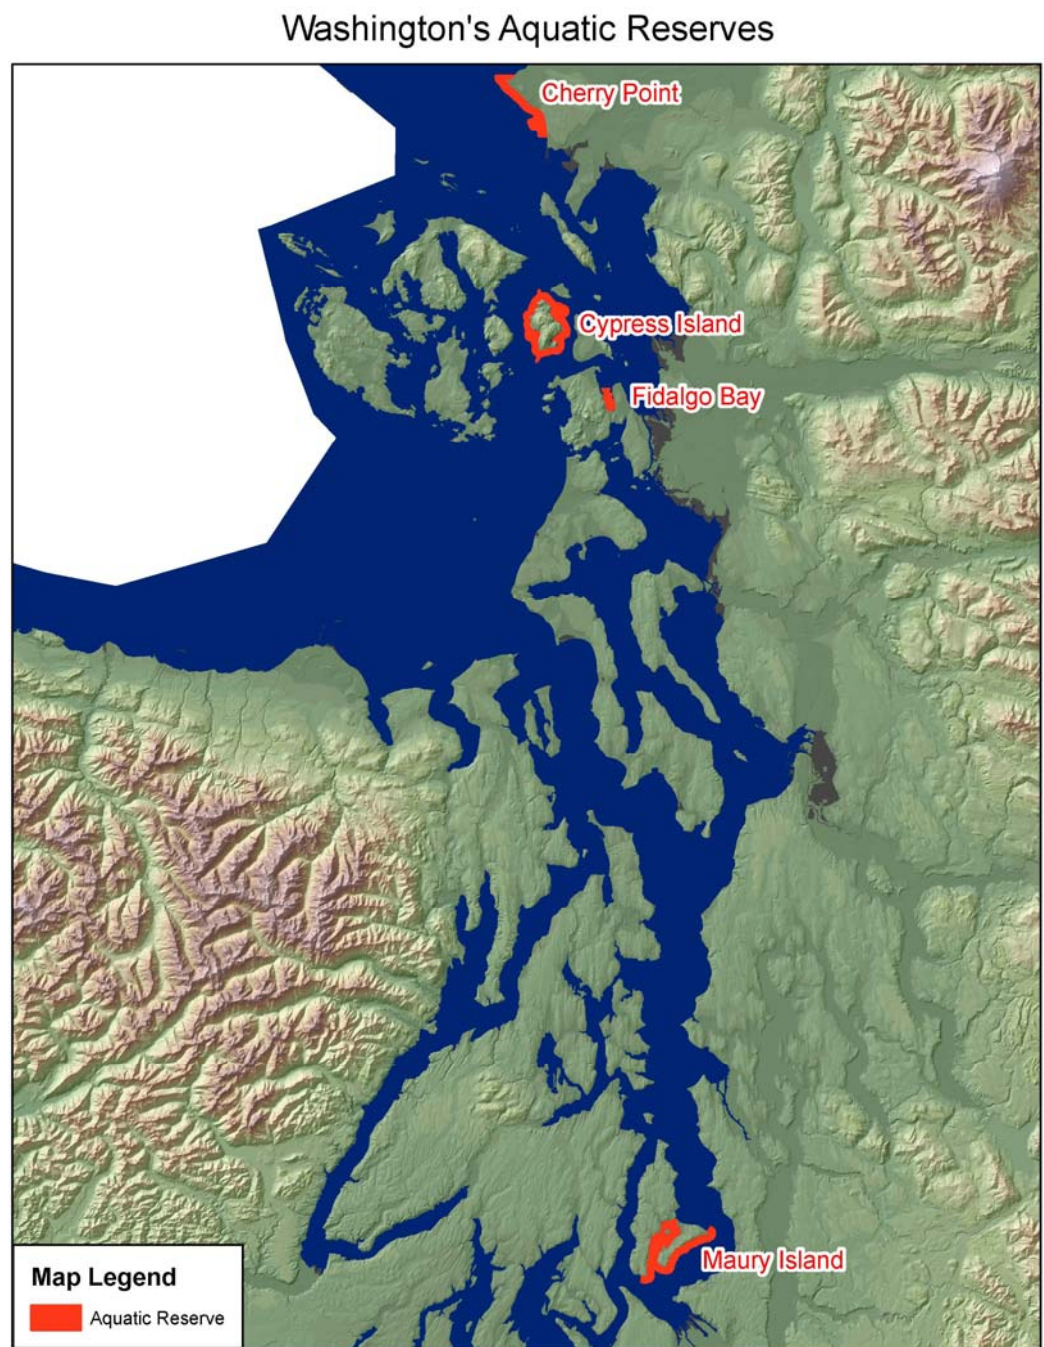 Washington's Aquatic Reserves
Cherry Point
Cypress Island
Fidalgo Bay
Maury Island
Map Legend
Aquatic Reserve